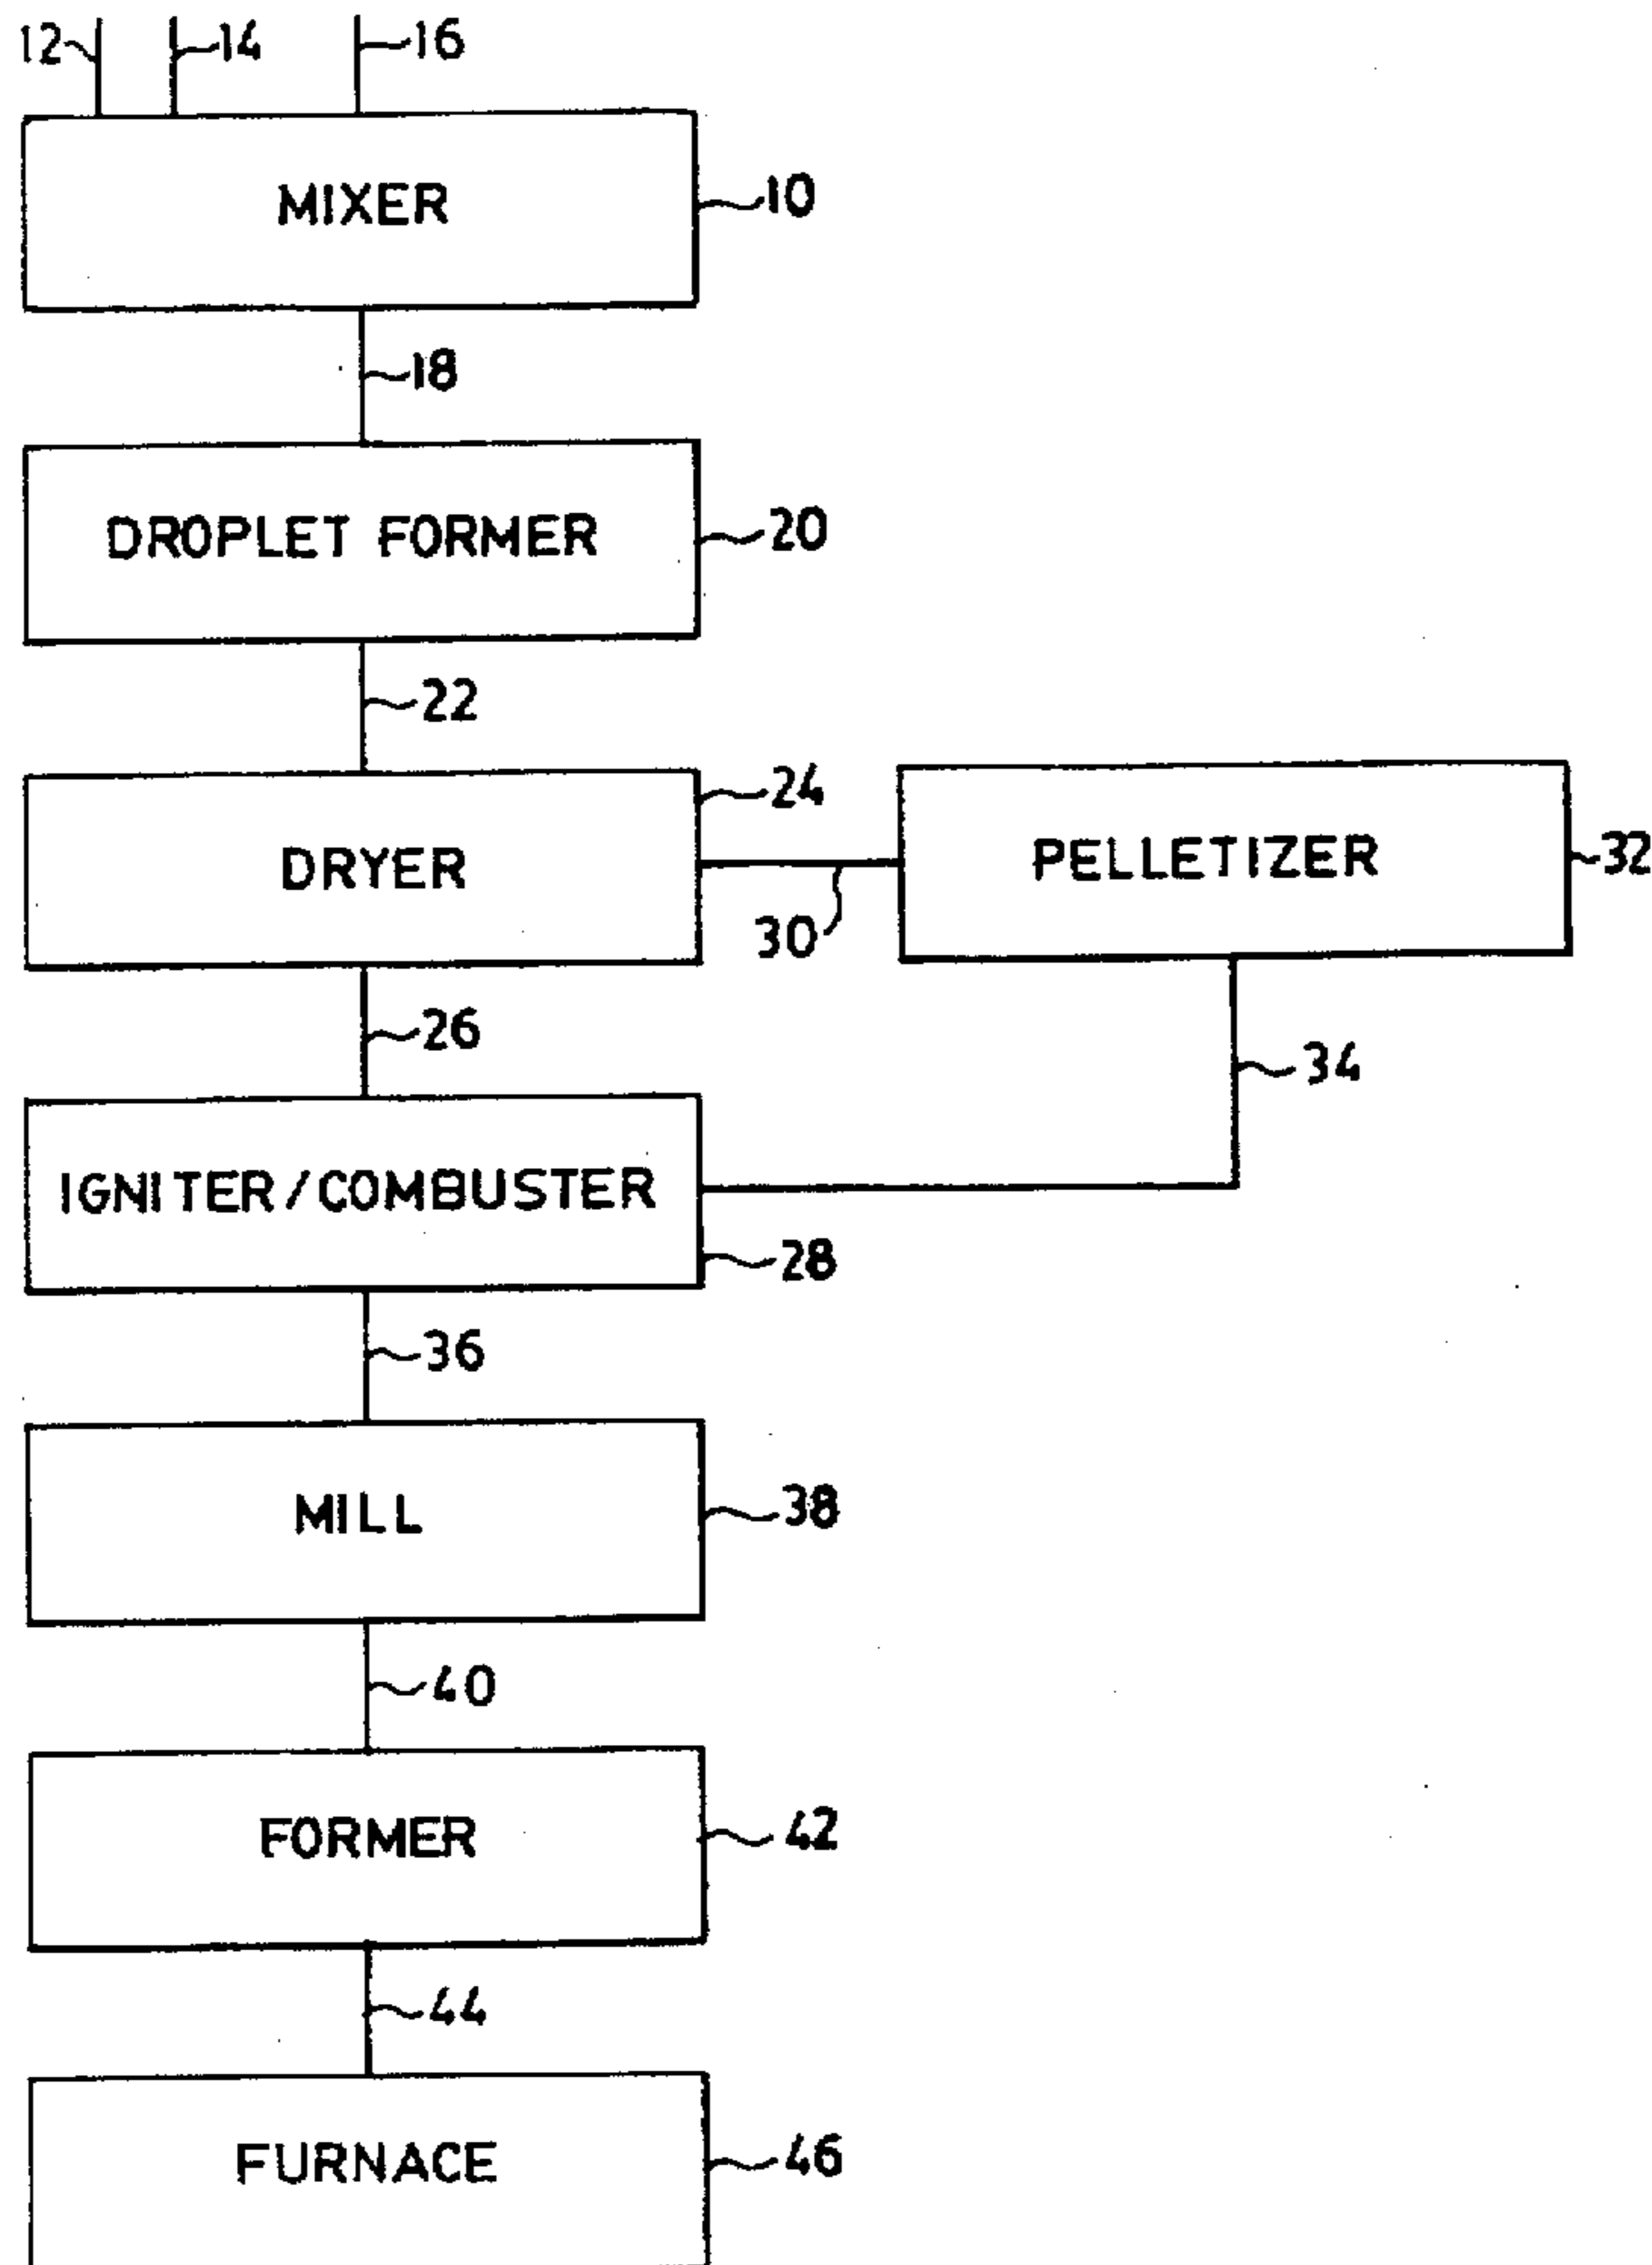 12 14 16
MIXER 10
18
DROPLET FORMER 20
22
24
DRYER PELLETIZER 32
30
26
34
IGNITER/COMBUSTER
28
36
MILL 38
40
FORMER 42
44
FURNACE 46